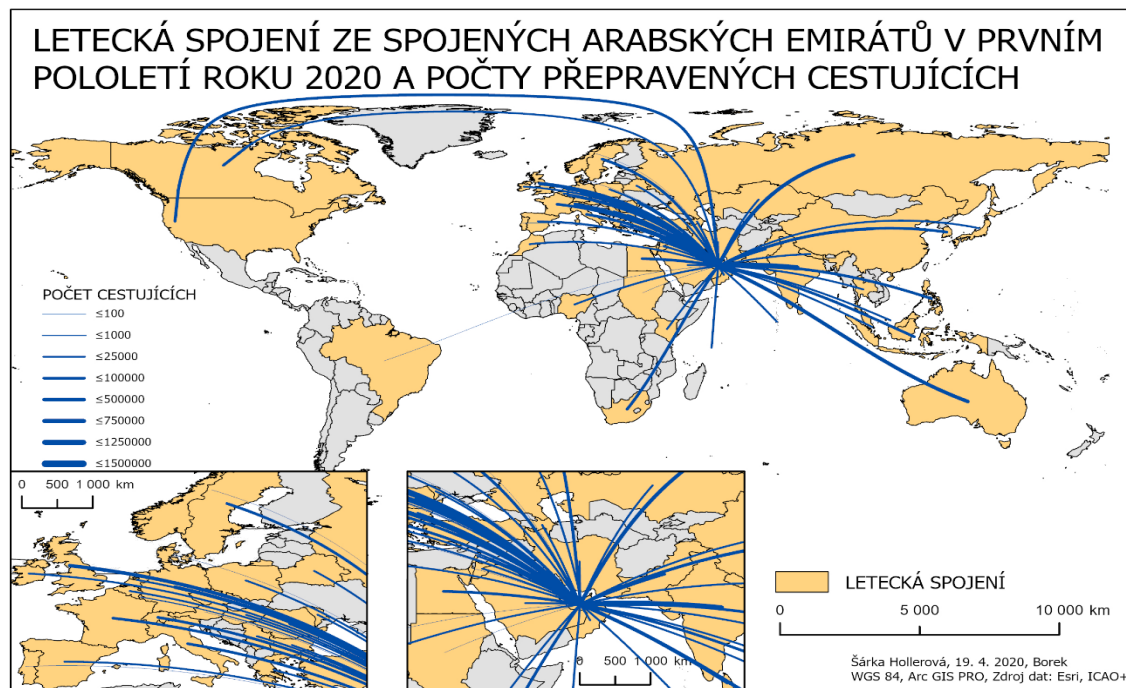 LETECKÁ SPOJENÍ ZE SPOJENÝCH ARABSKÝCH EMIRÁTŮ V PRVNÍM
POLOLETÍ ROKU 2020 A POČTY PŘEPRAVENÝCH CESTUJÍCÍCH
POČET CESTUJÍCÍCH
≤100
≤1000
≤25000
≤100000
≤500000
≤750000
≤1250000
≤1500000
0 500 1 000 km
0 500 1 000 km
LETECKÁ SPOJENÍ
0 5 000 10 000 km
Šárka Hollerová, 19. 4. 2020, Borek
WGS 84, Arc GIS PRO, Zdroj dat: Esri, ICAO+